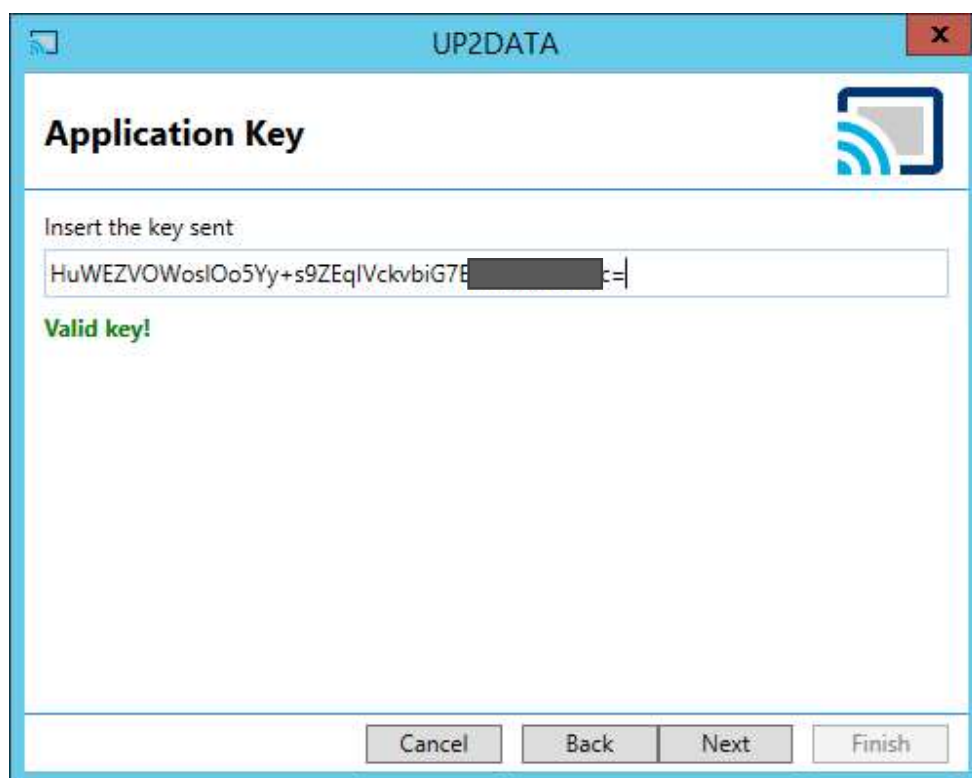 UP2DATA
Application Key
Insert the key sent
HuWEZVOWosIOo5Yy+s9ZEqIVckvbiG7E c=
Valid key!
Cancel Back Next Finish